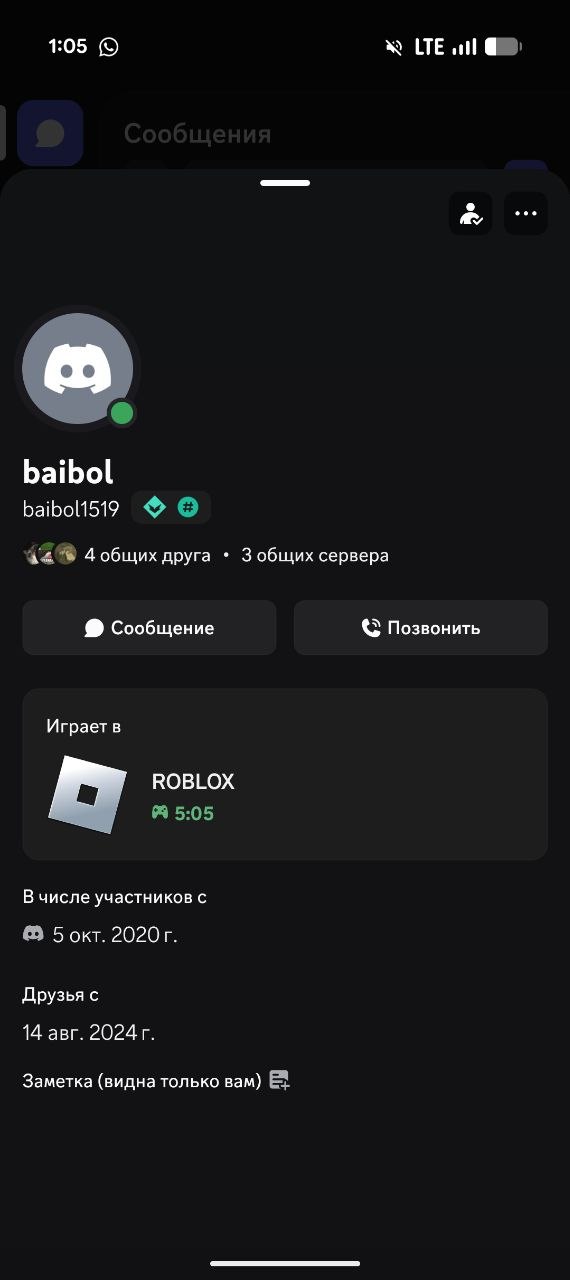 1:05
LTE
Сообщения
baibol
baibol1519
4 общих друга • 3 общих сервера
Сообщение
Позвонить
Играет в
ROBLOX
5:05
В числе участников с
5 окт. 2020 г.
Друзья с
14 авг. 2024 г.
Заметка (видна только вам)